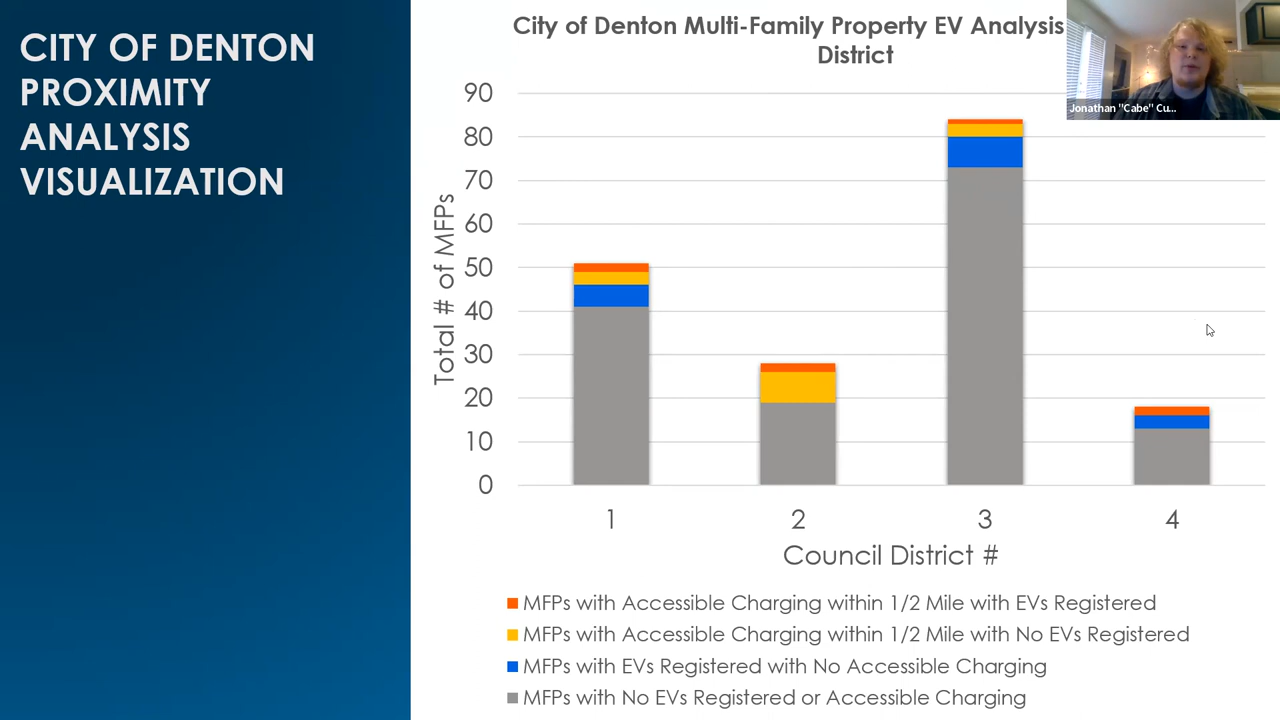 CITY OF DENTON
PROXIMITY
ANALYSIS
VISUALIZATION
City of Denton Multi-Family Property EV Analysis
District
Jonathan "Cabe" Cu...
Total # of MFPs
90
80
70
60
50
40
30
20
10
0
1 2 3 4
Council District #
MFPs with Accessible Charging within 1/2 Mile with EVs Registered
MFPs with Accessible Charging within 1/2 Mile with No EVs Registered
MFPs with EVs Registered with No Accessible Charging
MFPs with No EVs Registered or Accessible Charging